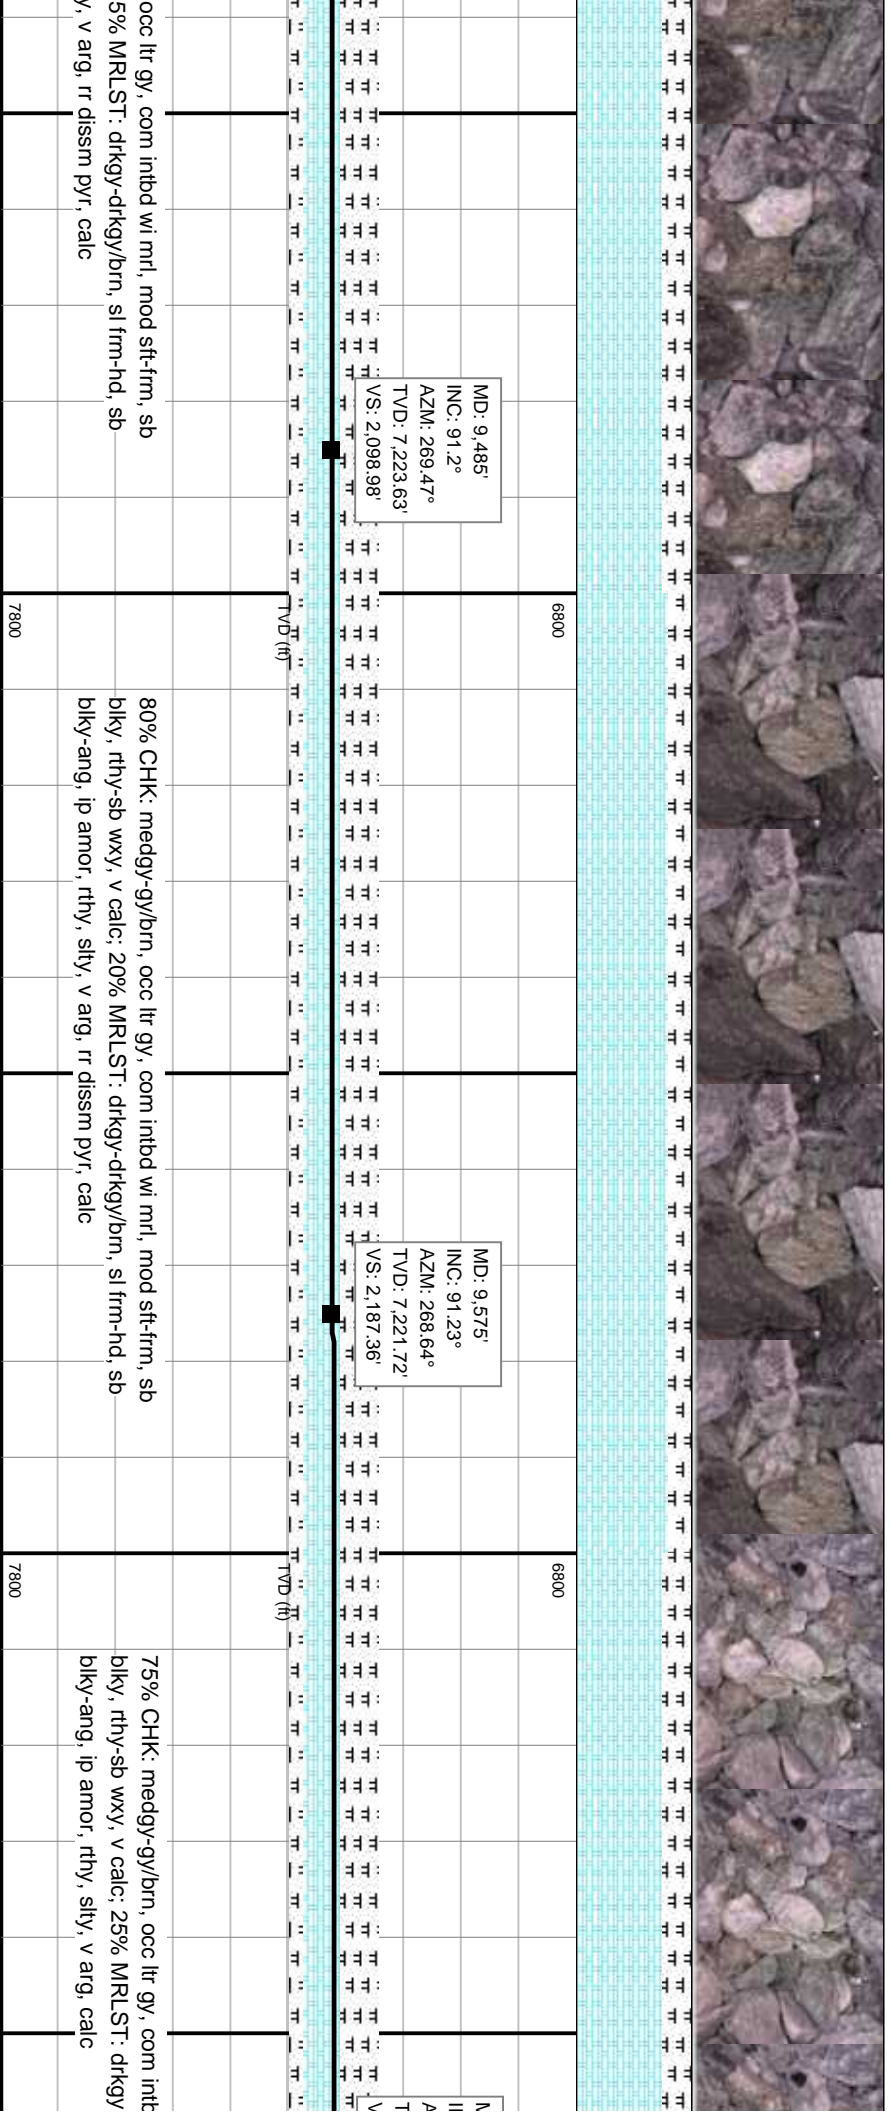 occ ltr gy, com intbd wi mrl, mod sft-frm, sb
5% MRLST: drkgy-drkgy/brn, sl frm-hd, sb
y, v arg, rr dissm pyr, calc
MD: 9,485'
INC: 91.2°
AZM: 269.47°
TVD: 7,223.63'
VS: 2,098.98'
6800
TVD (ft)
7800
80% CHK: medgy-gy/brn, occ ltr gy, com intbd wi mrl, mod sft-frm, sb
blky, rthy-sb wxy, v calc; 20% MRLST: drkgy-drkgy/brn, sl frm-hd, sb
blky-ang, ip amor, rthy, slty, v arg, rr dissm pyr, calc
MD: 9,575'
INC: 91.23°
AZM: 268.64°
TVD: 7,221.72'
VS: 2,187.36'
6800
TVD (ft)
7800
75% CHK: medgy-gy/brn, occ ltr gy, com intb
blky, rthy-sb wxy, v calc; 25% MRLST: drkgy
blky-ang, ip amor, rthy, slty, v arg, calc